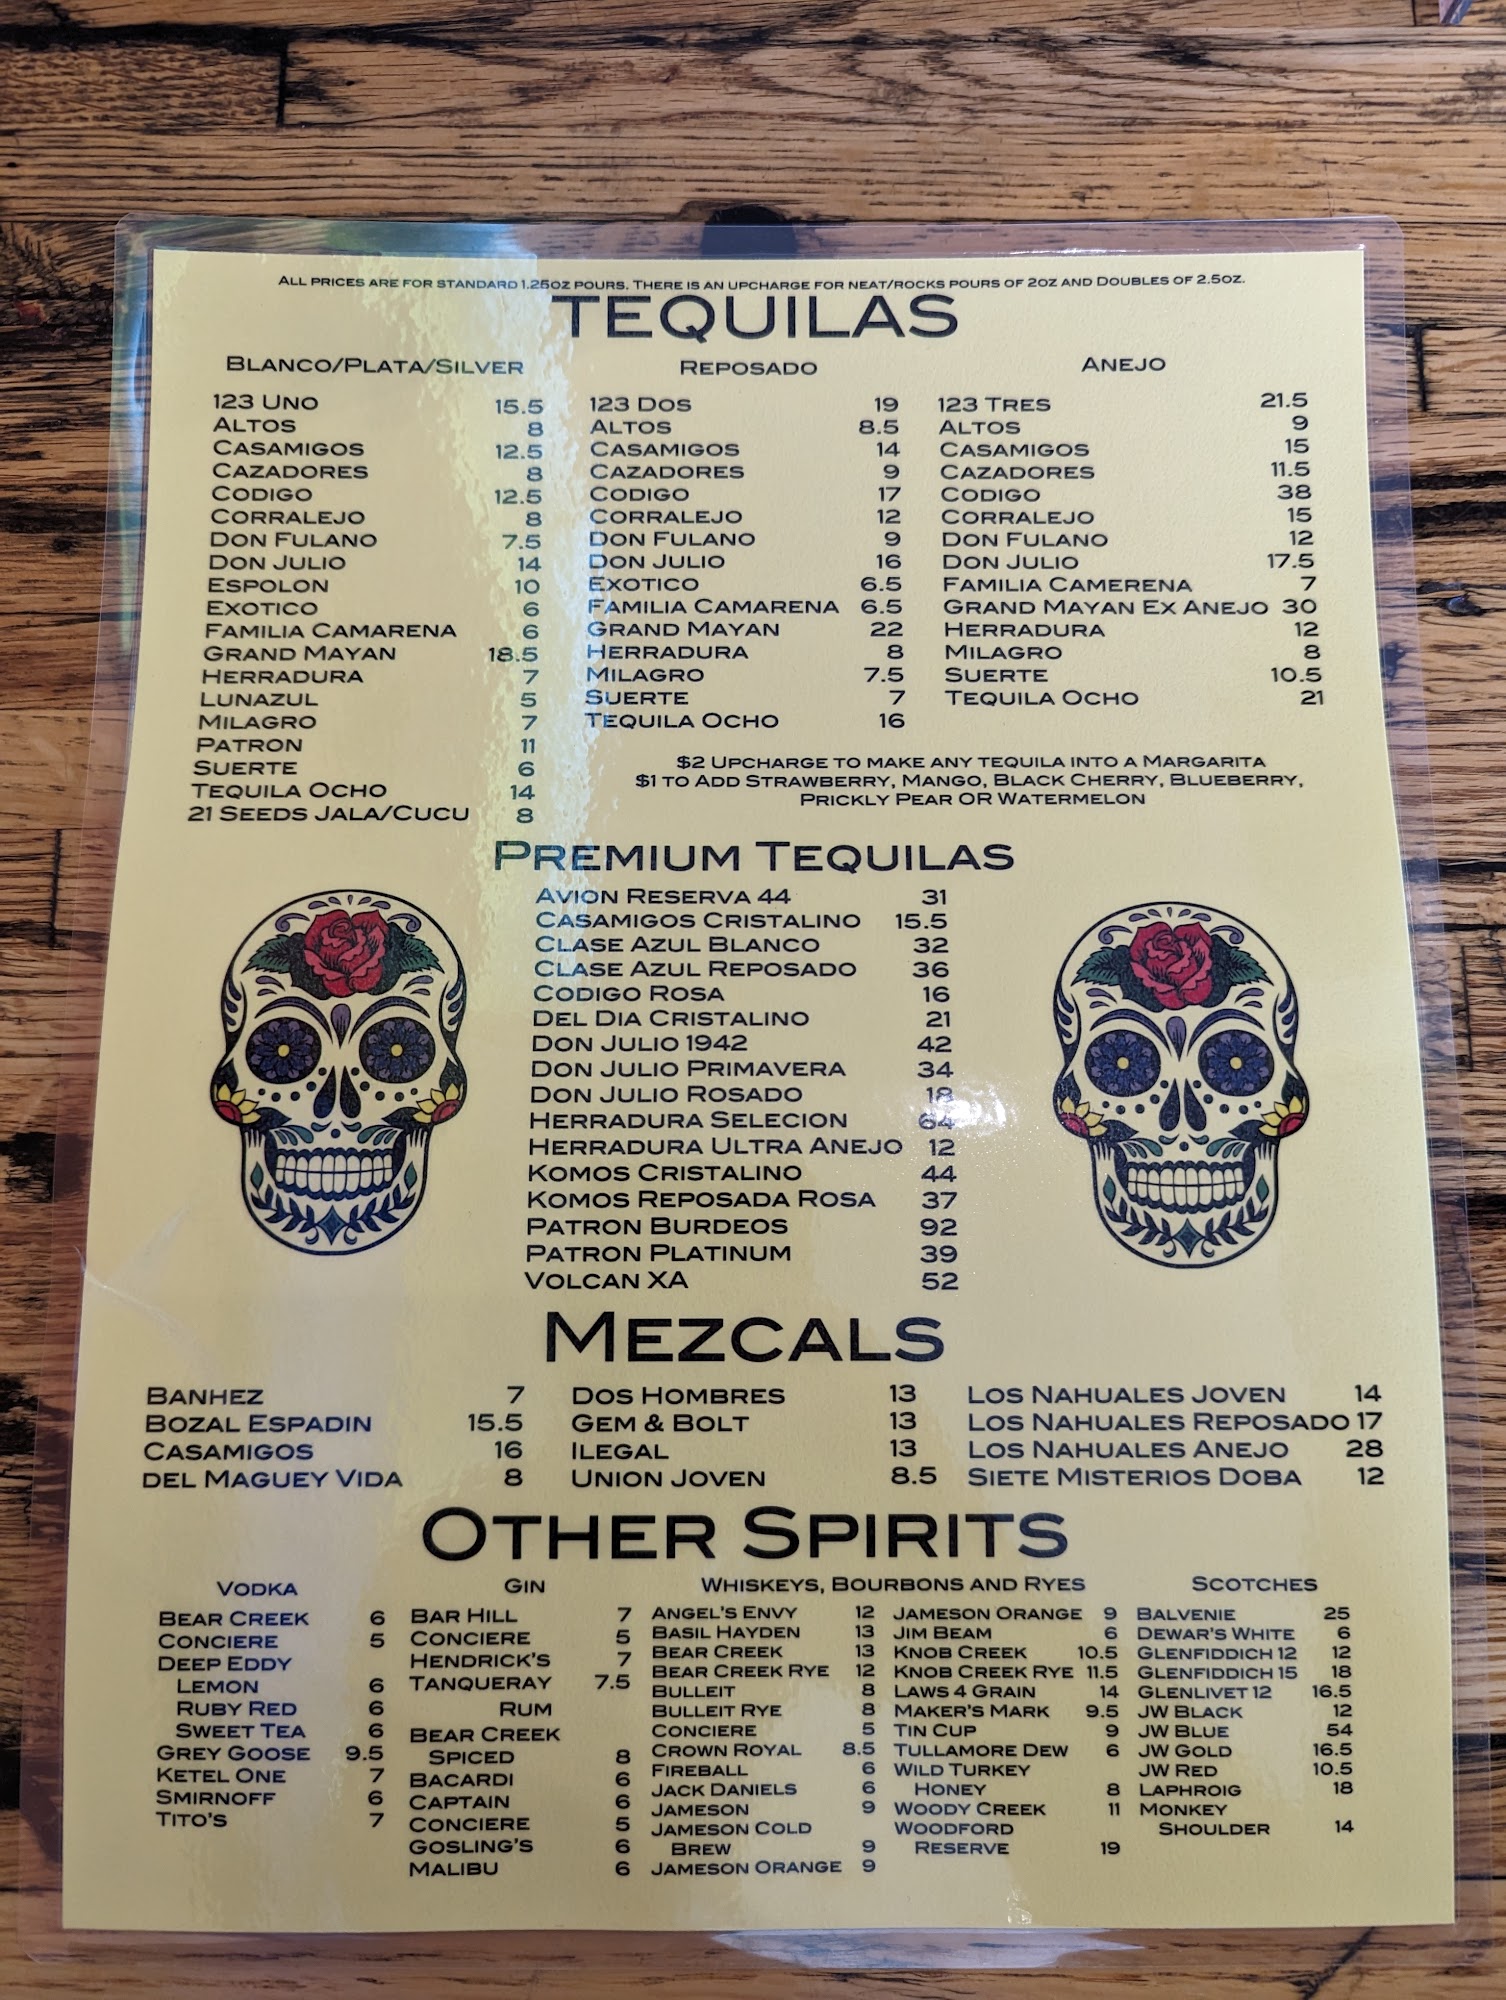 All prices are for standard 1.25oz pours. There is an upcharge for neat/rocks pours of 2oz and Doubles of 2.5oz.
Tequilas
Blanco/Plata/Silver
123 Uno 15.5
Altos 8
Casamigos 12.5
Cazadores 8
Codigo 12.5
Corralejo 8
Don Fulano 7.5
Don Julio 14
Espolon 10
Exotico 6
Familia Camarena 6
Grand Mayan 18.5
Herradura 7
Lunazul 5
Milagro 7
Patron 11
Suerte 6
Tequila Ocho 14
21 Seeds Jala/Cucu 8
Reposado
123 Dos 19
Altos 8.5
Casamigos 14
Cazadores 9
Codigo 17
Corralejo 12
Don Fulano 9
Don Julio 16
Exotico 6.5
Familia Camarena 6.5
Grand Mayan 22
Herradura 8
Milagro 7.5
Suerte 7
Tequila Ocho 16
Anejo
123 Tres 21.5
Altos 9
Casamigos 15
Cazadores 11.5
Codigo 38
Corralejo 15
Don Fulano 12
Don Julio 17.5
Familia Camerena 7
Grand Mayan Ex Anejo 30
Herradura 12
Milagro 8
Suerte 10.5
Tequila Ocho 21
$2 Upcharge to make any tequila into a Margarita
$1 to Add Strawberry, Mango, Black Cherry, Blueberry,
Prickly Pear OR Watermelon
Premium Tequilas
Avion Reserva 44 31
Casamigos Cristalino 15.5
Clase Azul Blanco 32
Clase Azul Reposado 36
Codigo Rosa 16
Del Dia Cristalino 21
Don Julio 1942 42
Don Julio Primavera 34
Don Julio Rosado 18
Herradura Selecion 64
Herradura Ultra Anejo 12
Komos Cristalino 44
Komos Reposada Rosa 37
Patron Burdeos 92
Patron Platinum 39
Volcan XA 52
Mezcals
Banhez 7
Bozal Espadin 15.5
Casamigos 16
del Maguey Vida 8
Dos Hombres 13
Gem & Bolt 13
Ilegal 13
Union Joven 8.5
Los Nahuales Joven 14
Los Nahuales Reposado 17
Los Nahuales Anejo 28
Siete Misterios Doba 12
Other Spirits
Vodka
Bear Creek 6
Conciere 5
Deep Eddy
Lemon 6
Ruby Red 6
Sweet Tea 6
Grey Goose 9.5
Ketel One 7
Smirnoff 6
Tito's 7
Gin
Bar Hill 7
Conciere 5
Hendrick's 7
Tanqueray 7.5
Rum
Bear Creek
Spiced 8
Bacardi 6
Captain 6
Conciere 5
Gosling's 6
Malibu 6
Whiskeys, Bourbons and Ryes
Angel's Envy 12
Basil Hayden 13
Bear Creek 13
Bear Creek Rye 12
Bulleit 8
Bulleit Rye 8
Conciere 5
Crown Royal 8.5
Fireball 6
Jack Daniels 6
Jameson 9
Jameson Cold
Brew 9
Jameson Orange 9
Jameson Orange 9
Jim Beam 6
Knob Creek 10.5
Knob Creek Rye 11.5
Laws 4 Grain 14
Maker's Mark 9.5
Tin Cup 9
Tullamore Dew 6
Wild Turkey
Honey 8
Woody Creek 11
Woodford
Reserve 19
Scotches
Balvenie 25
Dewar's White 6
Glenfiddich 12 12
Glenfiddich 15 18
Glenlivet 12 16.5
JW Black 12
JW Blue 54
JW Gold 16.5
JW Red 10.5
Laphroig 18
Monkey
Shoulder 14